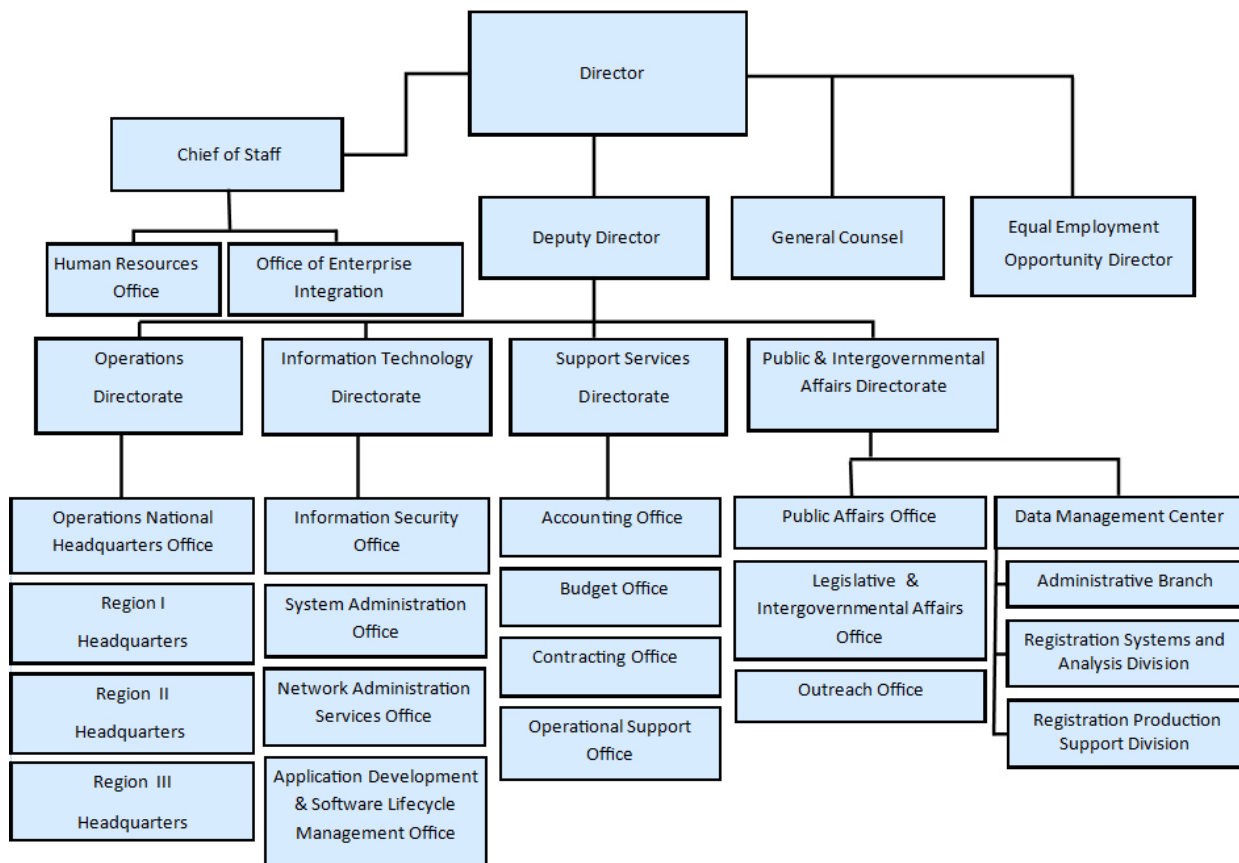 Director
Chief of Staff
Deputy Director
General Counsel
Equal Employment
Opportunity Director
Human Resources
Office
Office of Enterprise
Integration
Operations
Directorate
Information Technology
Directorate
Support Services
Directorate
Public & Intergovernmental
Affairs Directorate
Operations National
Headquarters Office
Region I
Headquarters
Region II
Headquarters
Region III
Headquarters
Information Security
Office
System Administration
Office
Network Administration
Services Office
Application Development
& Software Lifecycle
Management Office
Accounting Office
Budget Office
Contracting Office
Operational Support
Office
Public Affairs Office
Legislative &
Intergovernmental Affairs
Office
Outreach Office
Data Management Center
Administrative Branch
Registration Systems and
Analysis Division
Registration Production
Support Division